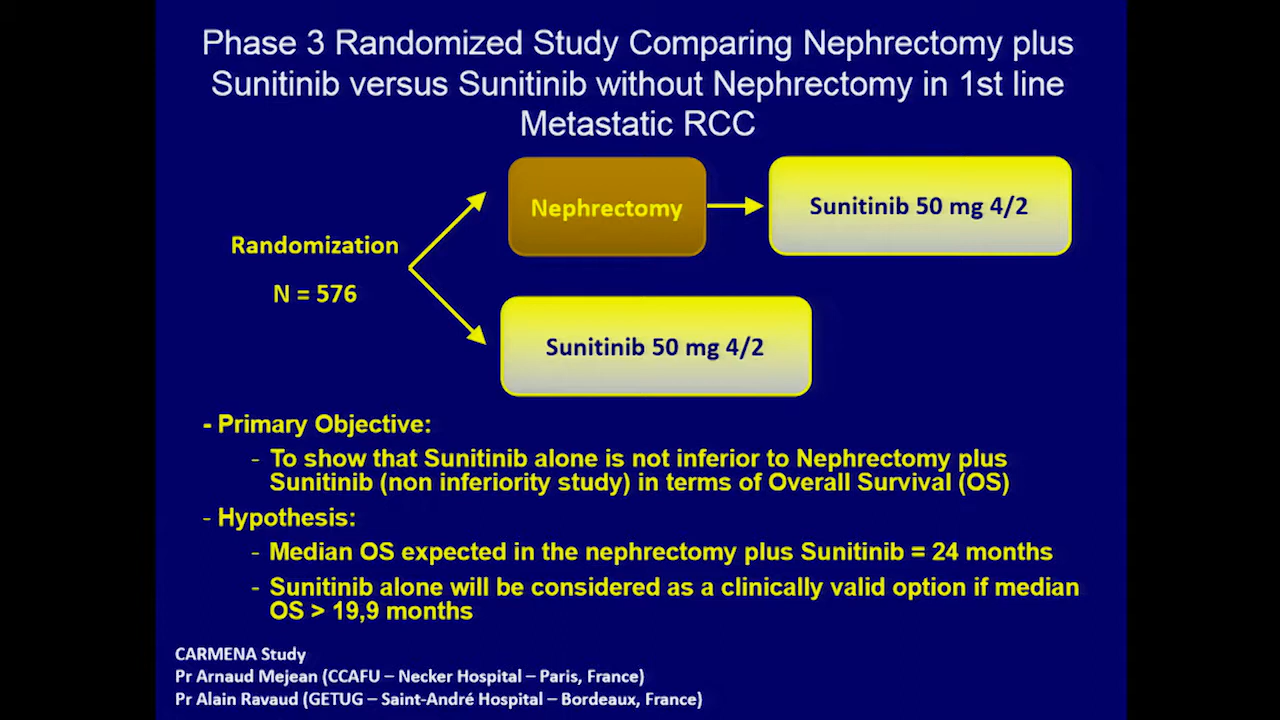 Phase 3 Randomized Study Comparing Nephrectomy plus
Sunitinib versus Sunitinib without Nephrectomy in 1st line
Metastatic RCC
Nephrectomy
Sunitinib 50 mg 4/2
Randomization
N = 576
Sunitinib 50 mg 4/2
- Primary Objective:
- To show that Sunitinib alone is not inferior to Nephrectomy plus
Sunitinib (non inferiority study) in terms of Overall Survival (OS)
- Hypothesis:
- Median OS expected in the nephrectomy plus Sunitinib = 24 months
- Sunitinib alone will be considered as a clinically valid option if median
OS > 19,9 months
CARMENA Study
Pr Arnaud Mejean (CCAFU – Necker Hospital – Paris, France)
Pr Alain Ravaud (GETUG – Saint-André Hospital – Bordeaux, France)